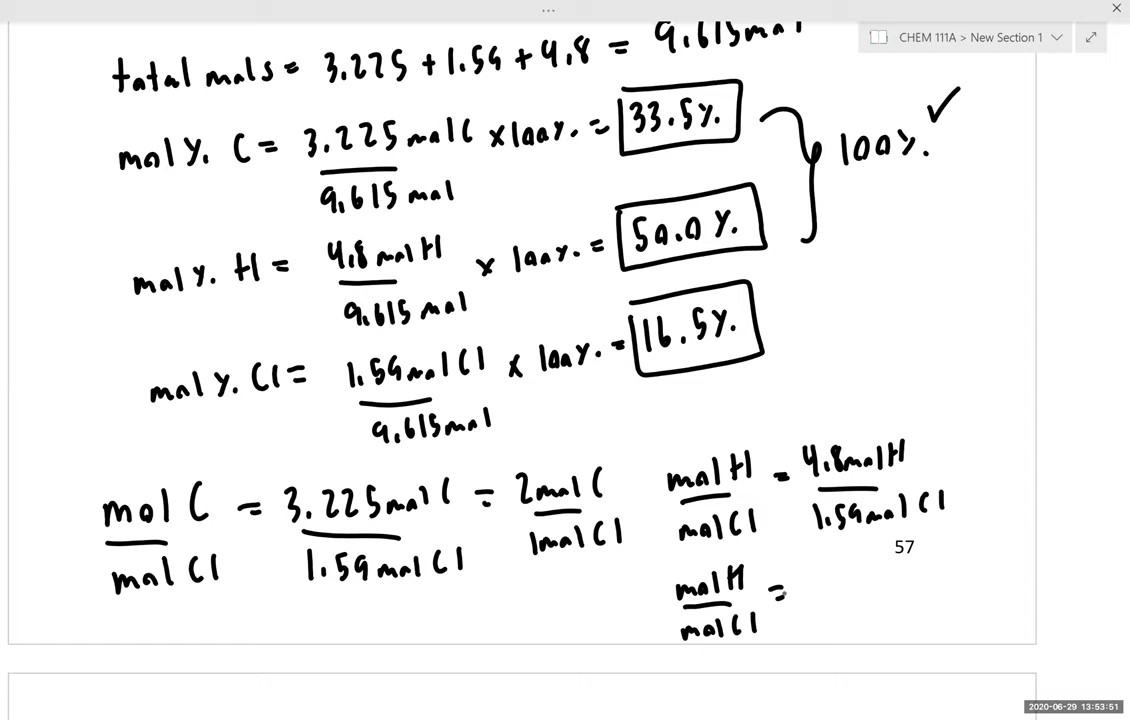 ...
CHEM 111A > New Section 1
total mols = 3.225 + 1.59 + 4.8 = 9.615 mol
mol %. C = 3.225 mol C / 9.615 mol × 100%. = 33.5%.
100%. ✓
mol %. H = 4.8 mol H / 9.615 mol × 100%. = 50.0%.
mol %. Cl = 1.59 mol Cl / 9.615 mol × 100%. = 16.5%.
mol C / mol Cl = 3.225 mol C / 1.59 mol Cl = 2 mol C / 1 mol Cl
mol H / mol Cl = 4.8 mol H / 1.59 mol Cl
57
mol H / mol Cl =
2020-06-29 13:53:51